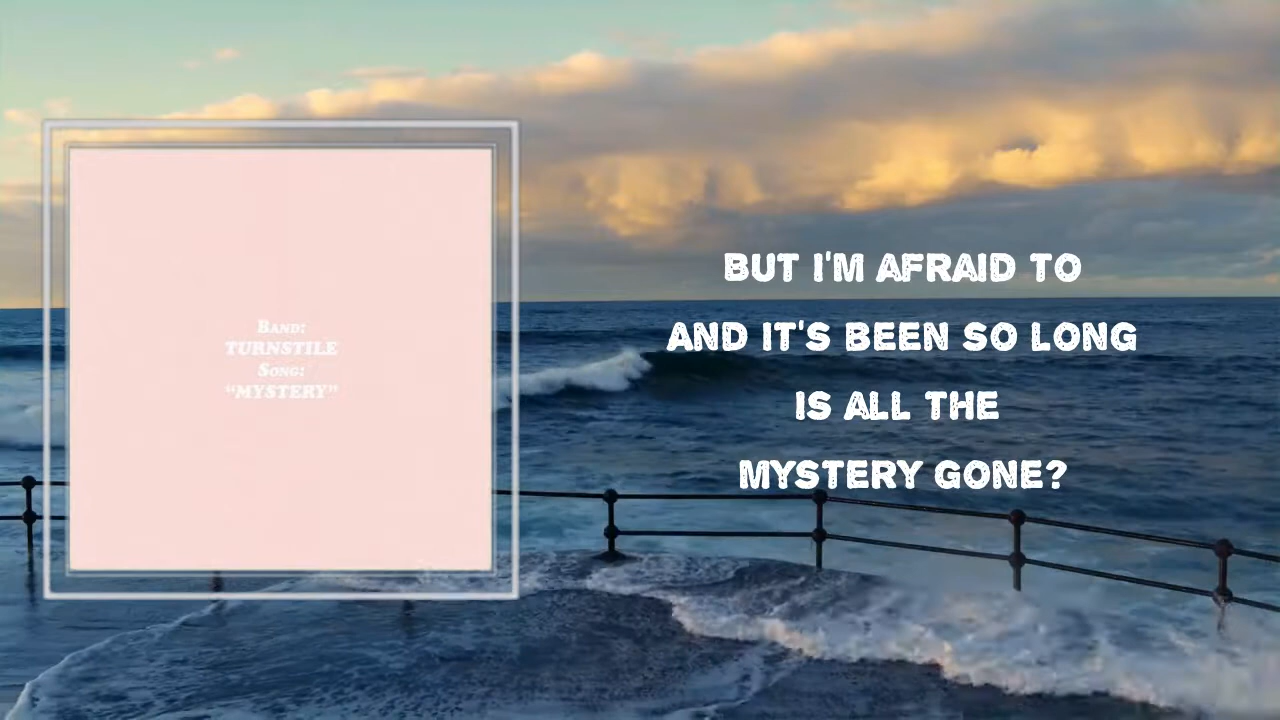 BAND:
TURNSTILE
SONG:
"MYSTERY"
BUT I'M AFRAID TO
AND IT'S BEEN SO LONG
IS ALL THE
MYSTERY GONE?